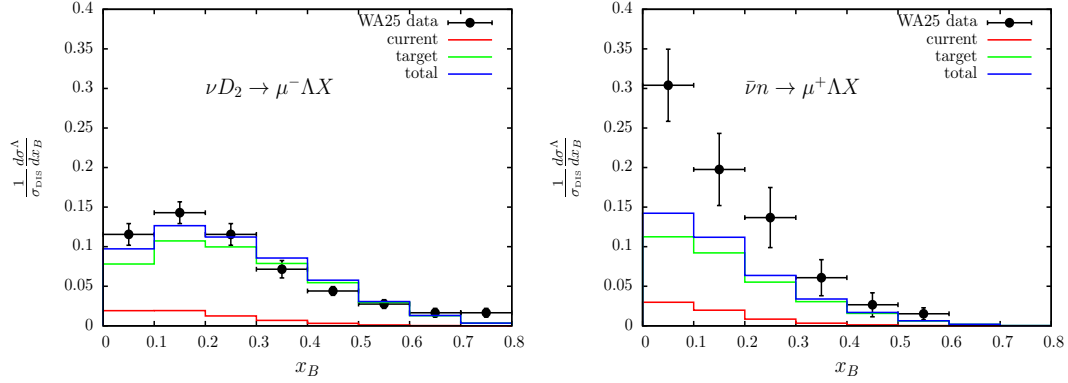 0.4
0.35
0.3
0.25
0.2
0.15
0.1
0.05
0
0 0.1 0.2 0.3 0.4 0.5 0.6 0.7 0.8
1/σ_DIS dσ^Λ/dx_B
x_B
WA25 data
current
target
total
νD₂ → μ⁻ΛX
0.4
0.35
0.3
0.25
0.2
0.15
0.1
0.05
0
0 0.1 0.2 0.3 0.4 0.5 0.6 0.7 0.8
1/σ_DIS dσ^Λ/dx_B
x_B
WA25 data
current
target
total
ν̄n → μ⁺ΛX